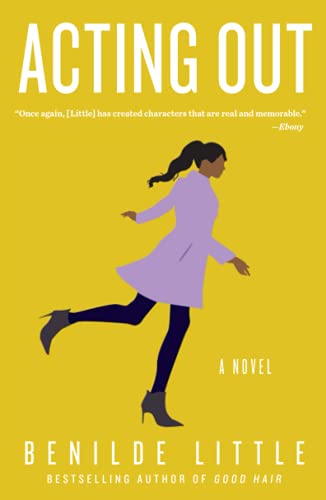 ACTING OUT
“Once again, [Little] has created characters that are real and memorable.”
—Ebony
A NOVEL
BENILDE LITTLE
BESTSELLING AUTHOR OF GOOD HAIR